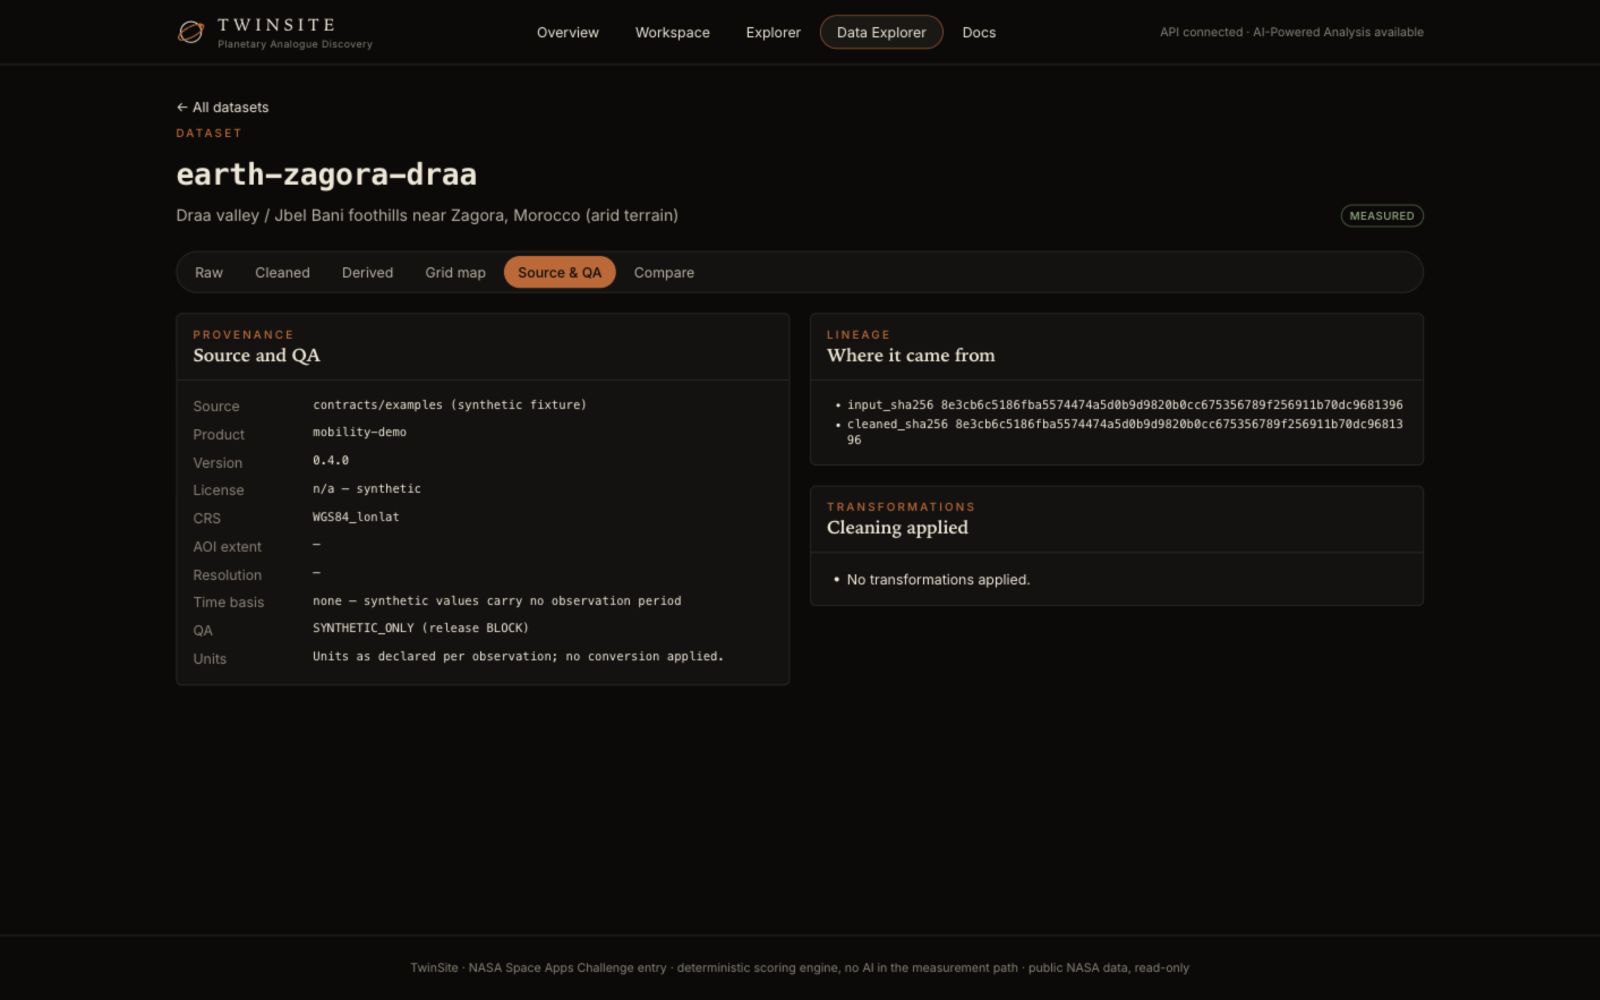 TWINSITE
Planetary Analogue Discovery
Overview
Workspace
Explorer
Data Explorer
Docs
API connected · AI-Powered Analysis available
← All datasets
DATASET
earth-zagora-draa
Draa valley / Jbel Bani foothills near Zagora, Morocco (arid terrain)
MEASURED
Raw
Cleaned
Derived
Grid map
Source & QA
Compare
PROVENANCE
Source and QA
Source contracts/examples (synthetic fixture)
Product mobility-demo
Version 0.4.0
License n/a — synthetic
CRS WGS84_lonlat
AOI extent —
Resolution —
Time basis none — synthetic values carry no observation period
QA SYNTHETIC_ONLY (release BLOCK)
Units Units as declared per observation; no conversion applied.
LINEAGE
Where it came from
• input_sha256 8e3cb6c5186fba5574474a5d0b9d9820b0cc675356789f256911b70dc9681396
• cleaned_sha256 8e3cb6c5186fba5574474a5d0b9d9820b0cc675356789f256911b70dc96813
96
TRANSFORMATIONS
Cleaning applied
• No transformations applied.
TwinSite · NASA Space Apps Challenge entry · deterministic scoring engine, no AI in the measurement path · public NASA data, read-only